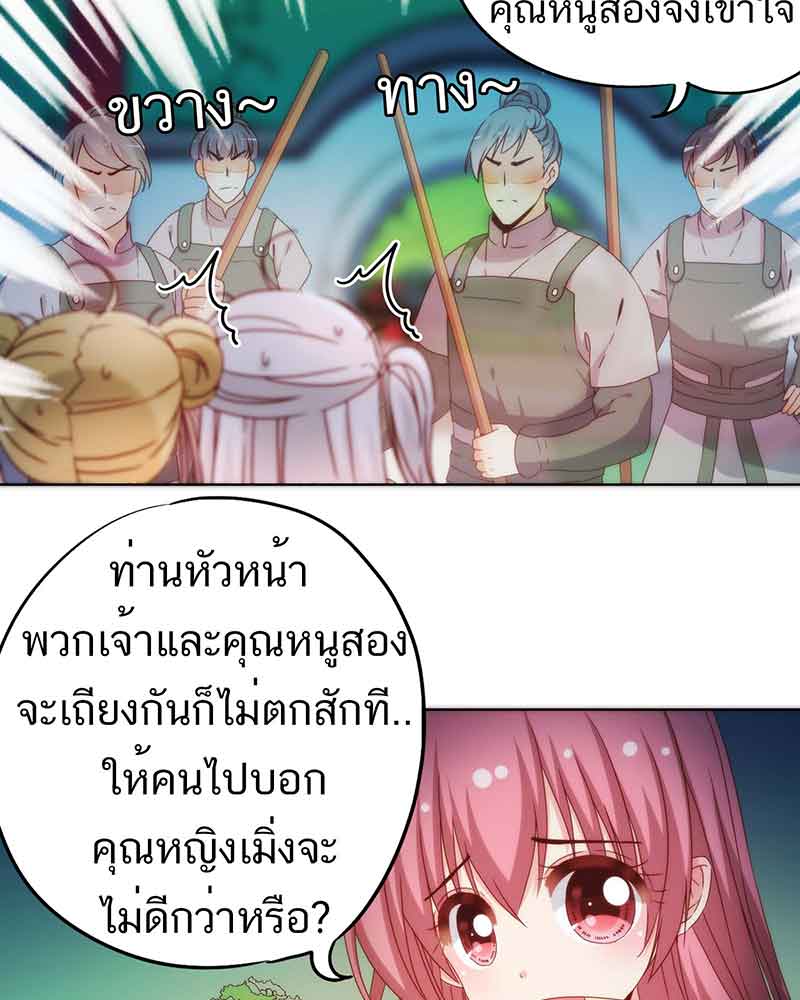 คุณหนูสองจึงเข้าใจ
ขวาง~
ทาง~
ท่านหัวหน้า
พวกเจ้าและคุณหนูสอง
จะเถียงกันก็ไม่ตกสักที..
ให้คนไปบอก
คุณหญิงเมิ่งจะ
ไม่ดีกว่าหรือ?